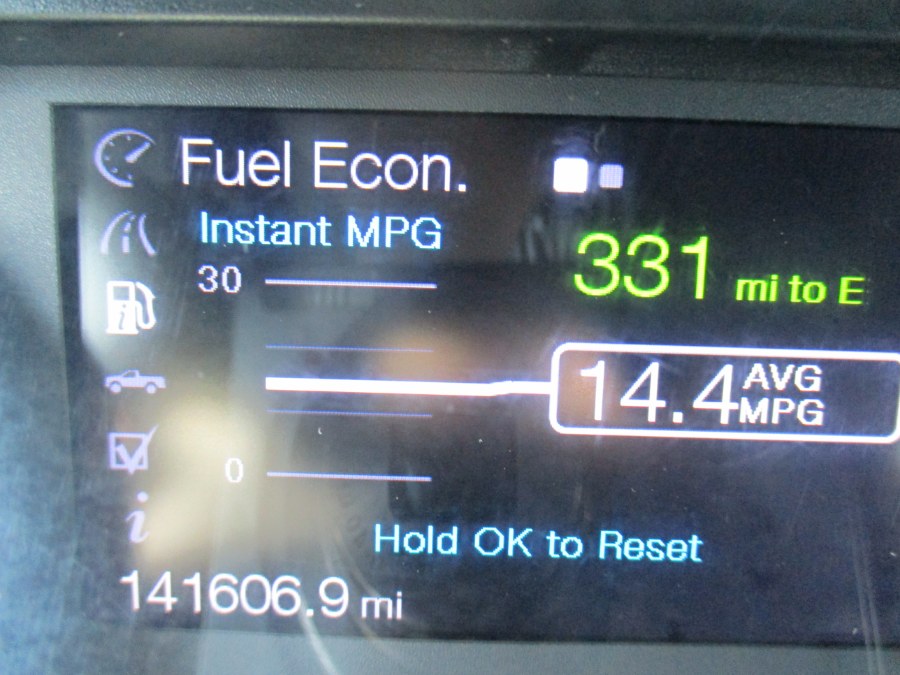 Fuel Econ.
Instant MPG
30
331 mi to E
14.4 AVG MPG
0
Hold OK to Reset
141606.9 mi